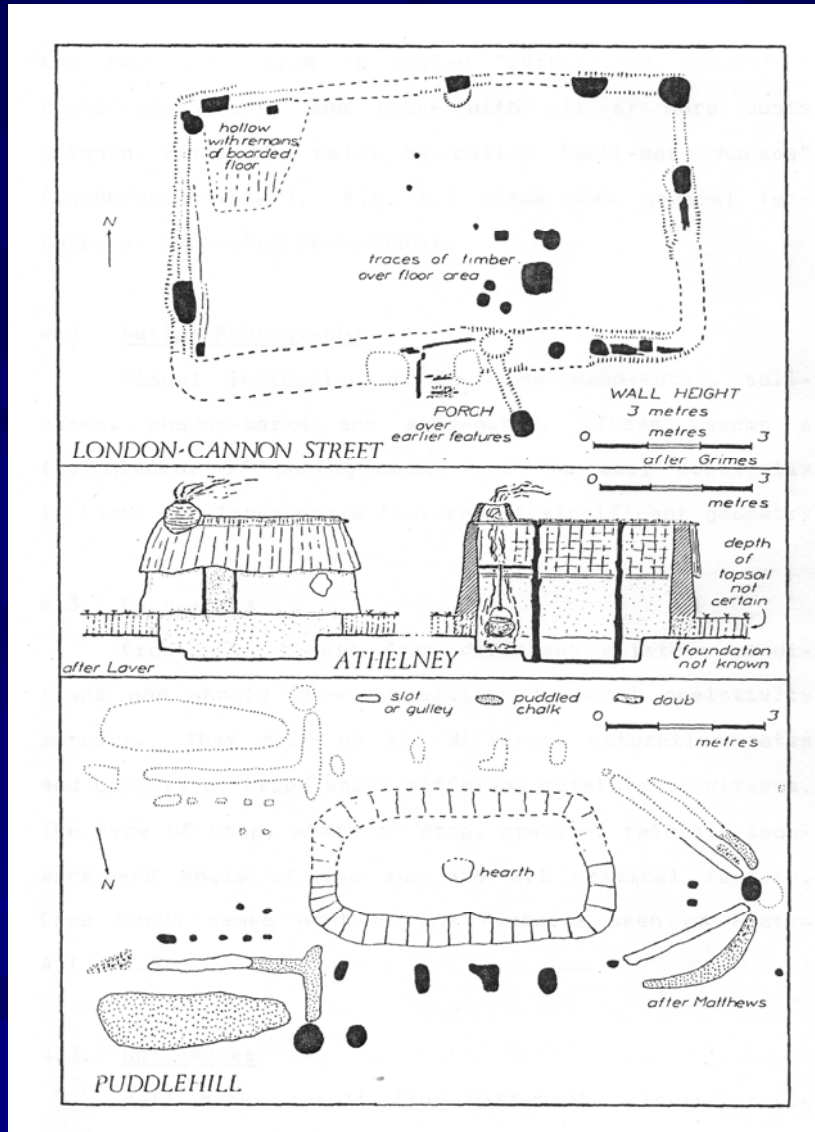 hollow
with remains
of boarded
floor
N
traces of timber
over floor area
PORCH
over
earlier features
WALL HEIGHT
3 metres
metres
0 3
after Grimes
LONDON-CANNON STREET
0 3
metres
depth
of
topsoil
not
certain
foundation
not known
after Laver
ATHELNEY
slot
or gulley
puddled
chalk
daub
0 3
metres
N
hearth
after Matthews
PUDDLEHILL